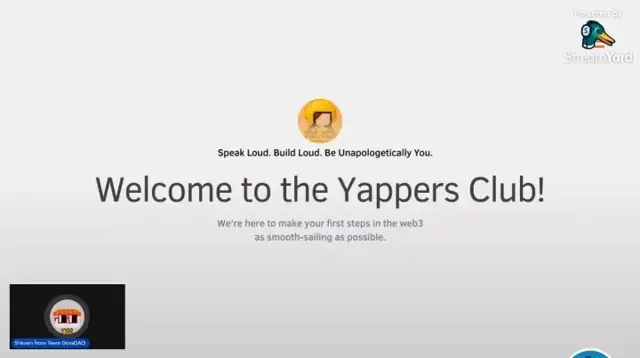 Powered by
StreamYard
Speak Loud. Build Loud. Be Unapologetically You.
Welcome to the Yappers Club!
We're here to make your first steps in the web3
as smooth-sailing as possible.
from Team DoraDAO